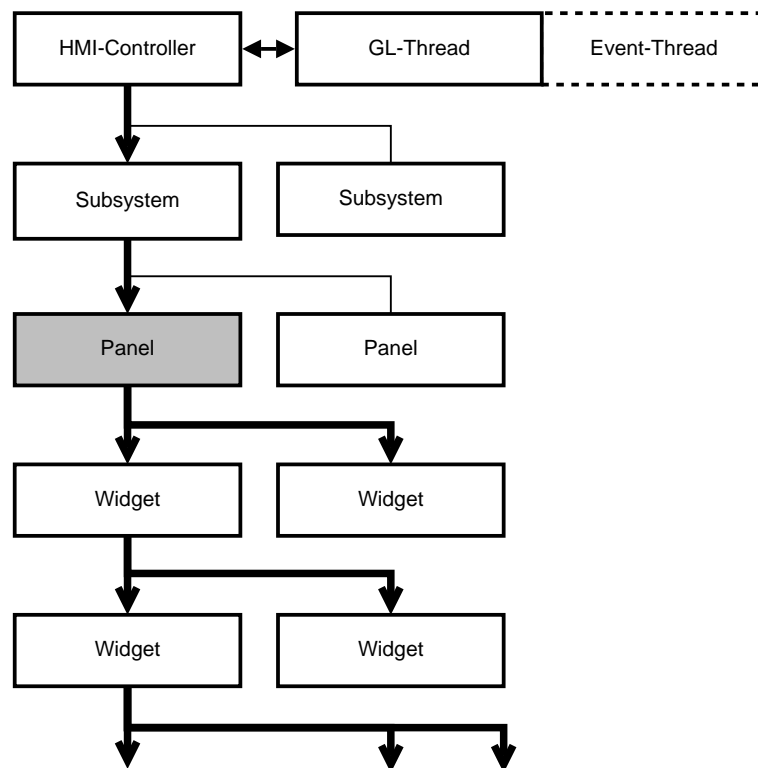 HMI-Controller
GL-Thread
Event-Thread
Subsystem
Subsystem
Panel
Panel
Widget
Widget
Widget
Widget